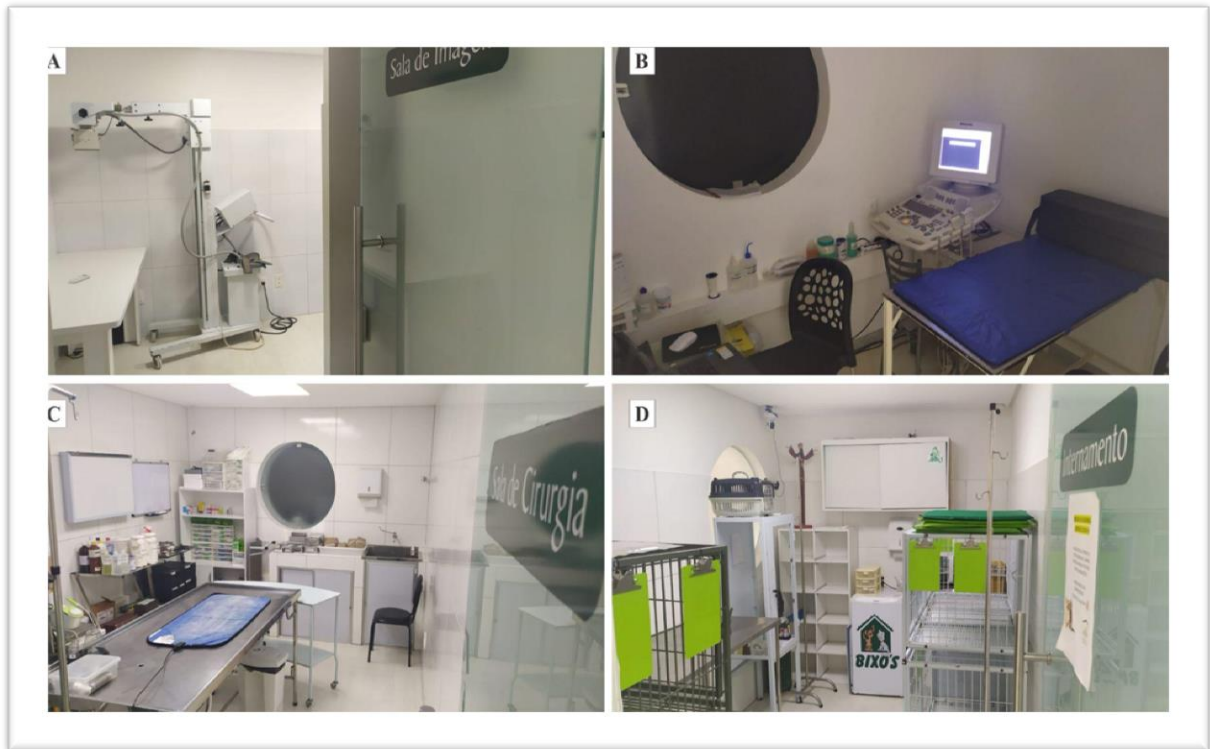 A
Sala de Imagem
B
C
Sala de Cirurgia
D
Internamento
BIXO'S